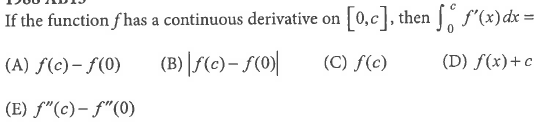 If the function f has a continuous derivative on [0,c], then ∫₀ᶜ f′(x)dx =
(A) f(c)−f(0) (B) |f(c)−f(0)| (C) f(c) (D) f(x)+c
(E) f″(c)−f″(0)